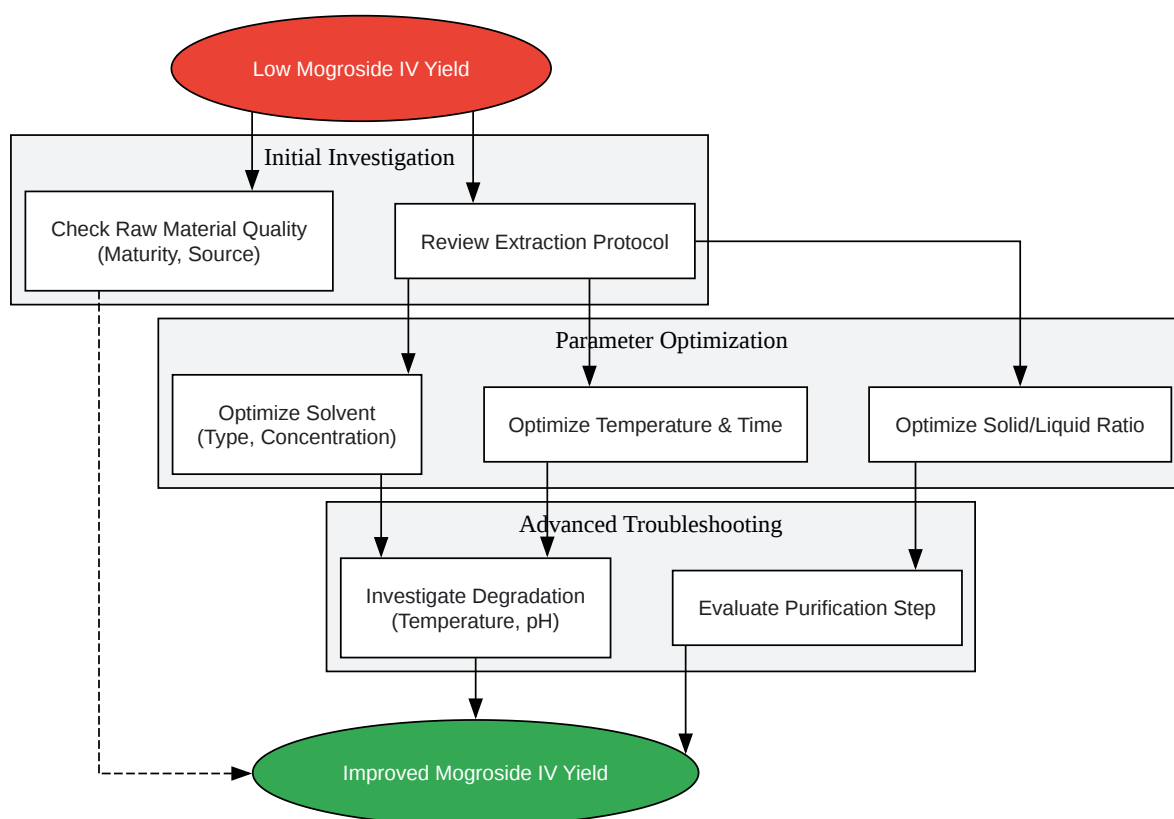 Low Mogroside IV Yield
Initial Investigation
Check Raw Material Quality
(Maturity, Source)
Review Extraction Protocol
Parameter Optimization
Optimize Solvent
(Type, Concentration)
Optimize Temperature & Time
Optimize Solid/Liquid Ratio
Advanced Troubleshooting
Investigate Degradation
(Temperature, pH)
Evaluate Purification Step
Improved Mogroside IV Yield